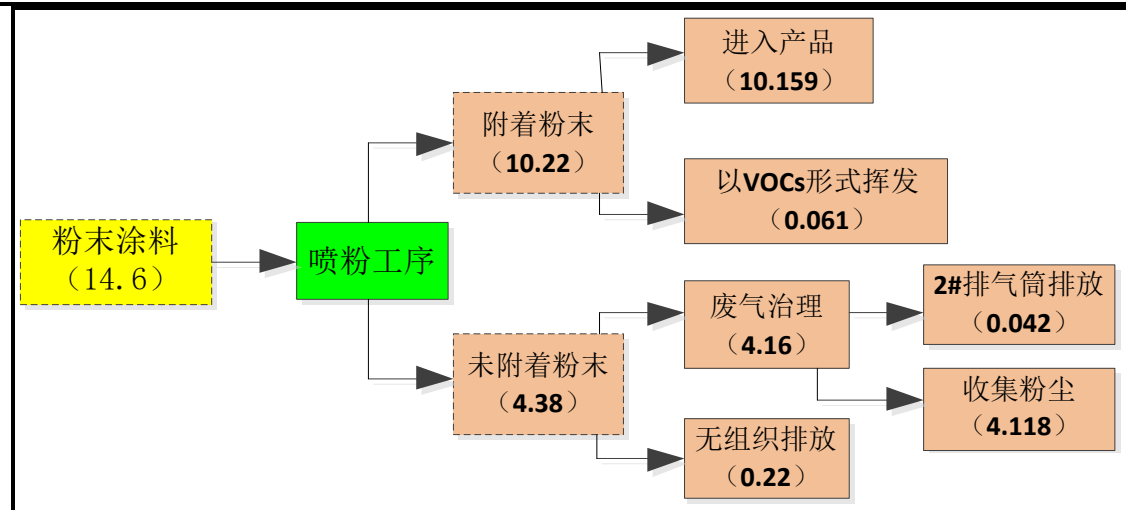 粉末涂料
（14.6）
喷粉工序
附着粉末
（10.22）
未附着粉末
（4.38）
进入产品
（10.159）
以VOCs形式挥发
（0.061）
废气治理
（4.16）
无组织排放
（0.22）
2#排气筒排放
（0.042）
收集粉尘
（4.118）